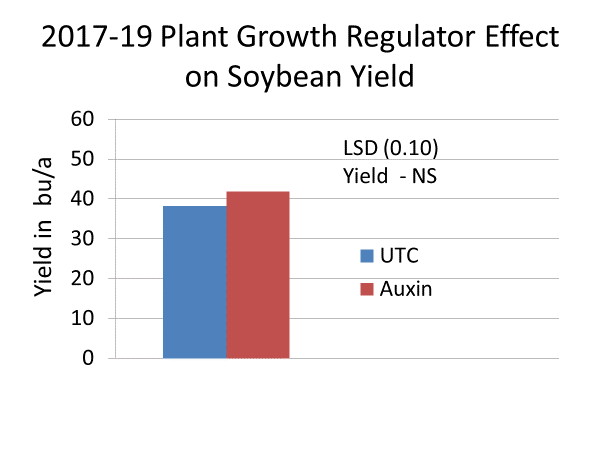 2017-19 Plant Growth Regulator Effect
on Soybean Yield
60
50
40
30
20
10
0
Yield in bu/a
LSD (0.10)
Yield - NS
UTC
Auxin